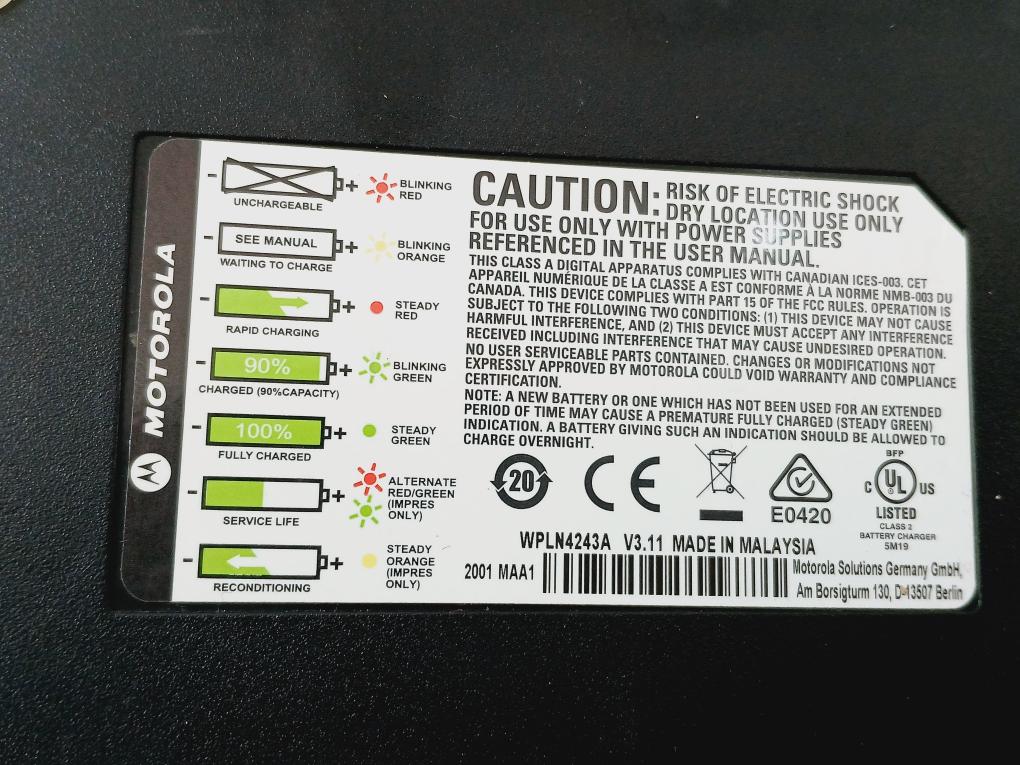 MOTOROLA
UNCHARGEABLE
BLINKING
RED
SEE MANUAL
WAITING TO CHARGE
BLINKING
ORANGE
RAPID CHARGING
STEADY
RED
90%
CHARGED (90%CAPACITY)
BLINKING
GREEN
100%
FULLY CHARGED
STEADY
GREEN
SERVICE LIFE
ALTERNATE
RED/GREEN
(IMPRES
ONLY)
RECONDITIONING
STEADY
ORANGE
(IMPRES
ONLY)
CAUTION: RISK OF ELECTRIC SHOCK
DRY LOCATION USE ONLY
FOR USE ONLY WITH POWER SUPPLIES
REFERENCED IN THE USER MANUAL.
THIS CLASS A DIGITAL APPARATUS COMPLIES WITH CANADIAN ICES-003. CET
APPAREIL NUMÉRIQUE DE LA CLASSE A EST CONFORME À LA NORME NMB-003 DU
CANADA. THIS DEVICE COMPLIES WITH PART 15 OF THE FCC RULES. OPERATION IS
SUBJECT TO THE FOLLOWING TWO CONDITIONS: (1) THIS DEVICE MAY NOT CAUSE
HARMFUL INTERFERENCE, AND (2) THIS DEVICE MUST ACCEPT ANY INTERFERENCE
RECEIVED INCLUDING INTERFERENCE THAT MAY CAUSE UNDESIRED OPERATION.
NO USER SERVICEABLE PARTS CONTAINED. CHANGES OR MODIFICATIONS NOT
EXPRESSLY APPROVED BY MOTOROLA COULD VOID WARRANTY AND COMPLIANCE
CERTIFICATION.
NOTE: A NEW BATTERY OR ONE WHICH HAS NOT BEEN USED FOR AN EXTENDED
PERIOD OF TIME MAY CAUSE A PREMATURE FULLY CHARGED (STEADY GREEN)
INDICATION. A BATTERY GIVING SUCH AN INDICATION SHOULD BE ALLOWED TO
CHARGE OVERNIGHT.
20
CE
E0420
BFP
C UL US
LISTED
CLASS 2
BATTERY CHARGER
5M19
WPLN4243A V3.11 MADE IN MALAYSIA
2001 MAA1
Motorola Solutions Germany GmbH,
Am Borsigturm 130, D-13507 Berlin